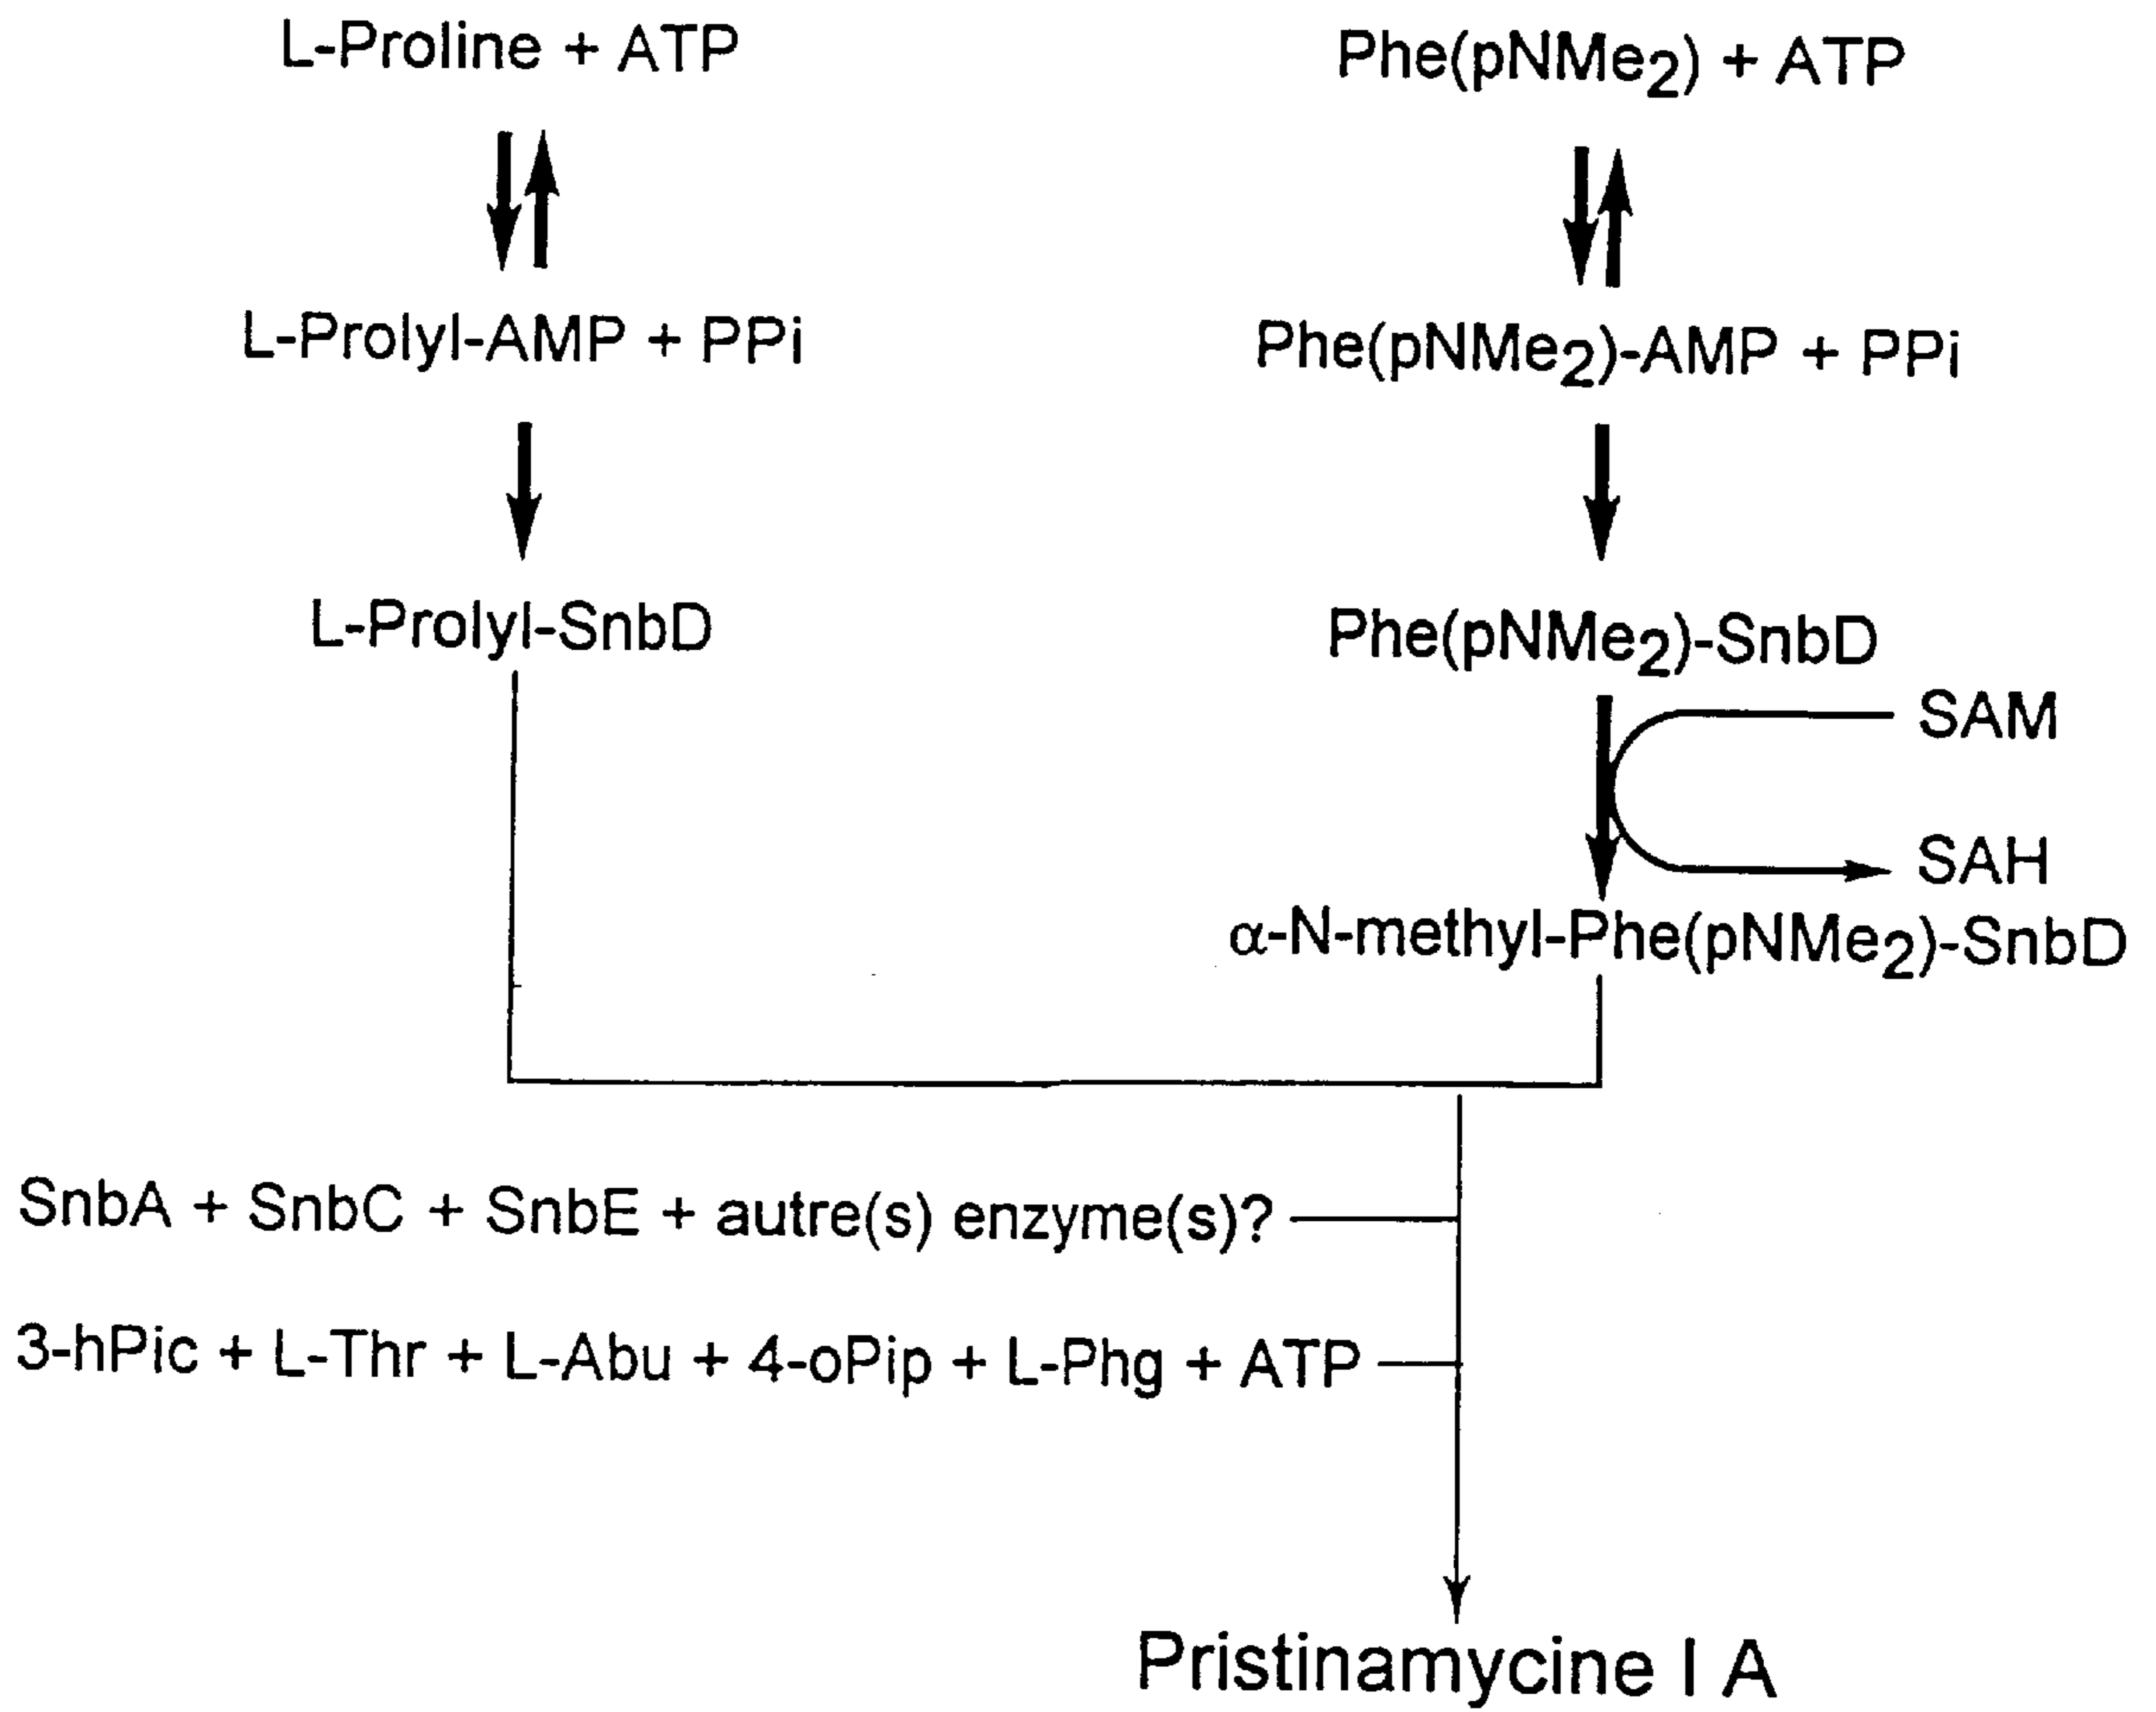 L-Proline + ATP
Phe(pNMe2) + ATP
L-Prolyl-AMP + PPi
Phe(pNMe2)-AMP + PPi
L-Prolyl-SnbD
Phe(pNMe2)-SnbD
SAM
SAH
α-N-methyl-Phe(pNMe2)-SnbD
SnbA + SnbC + SnbE + autre(s) enzyme(s)?
3-hPic + L-Thr + L-Abu + 4-oPip + L-Phg + ATP
Pristinamycine I A